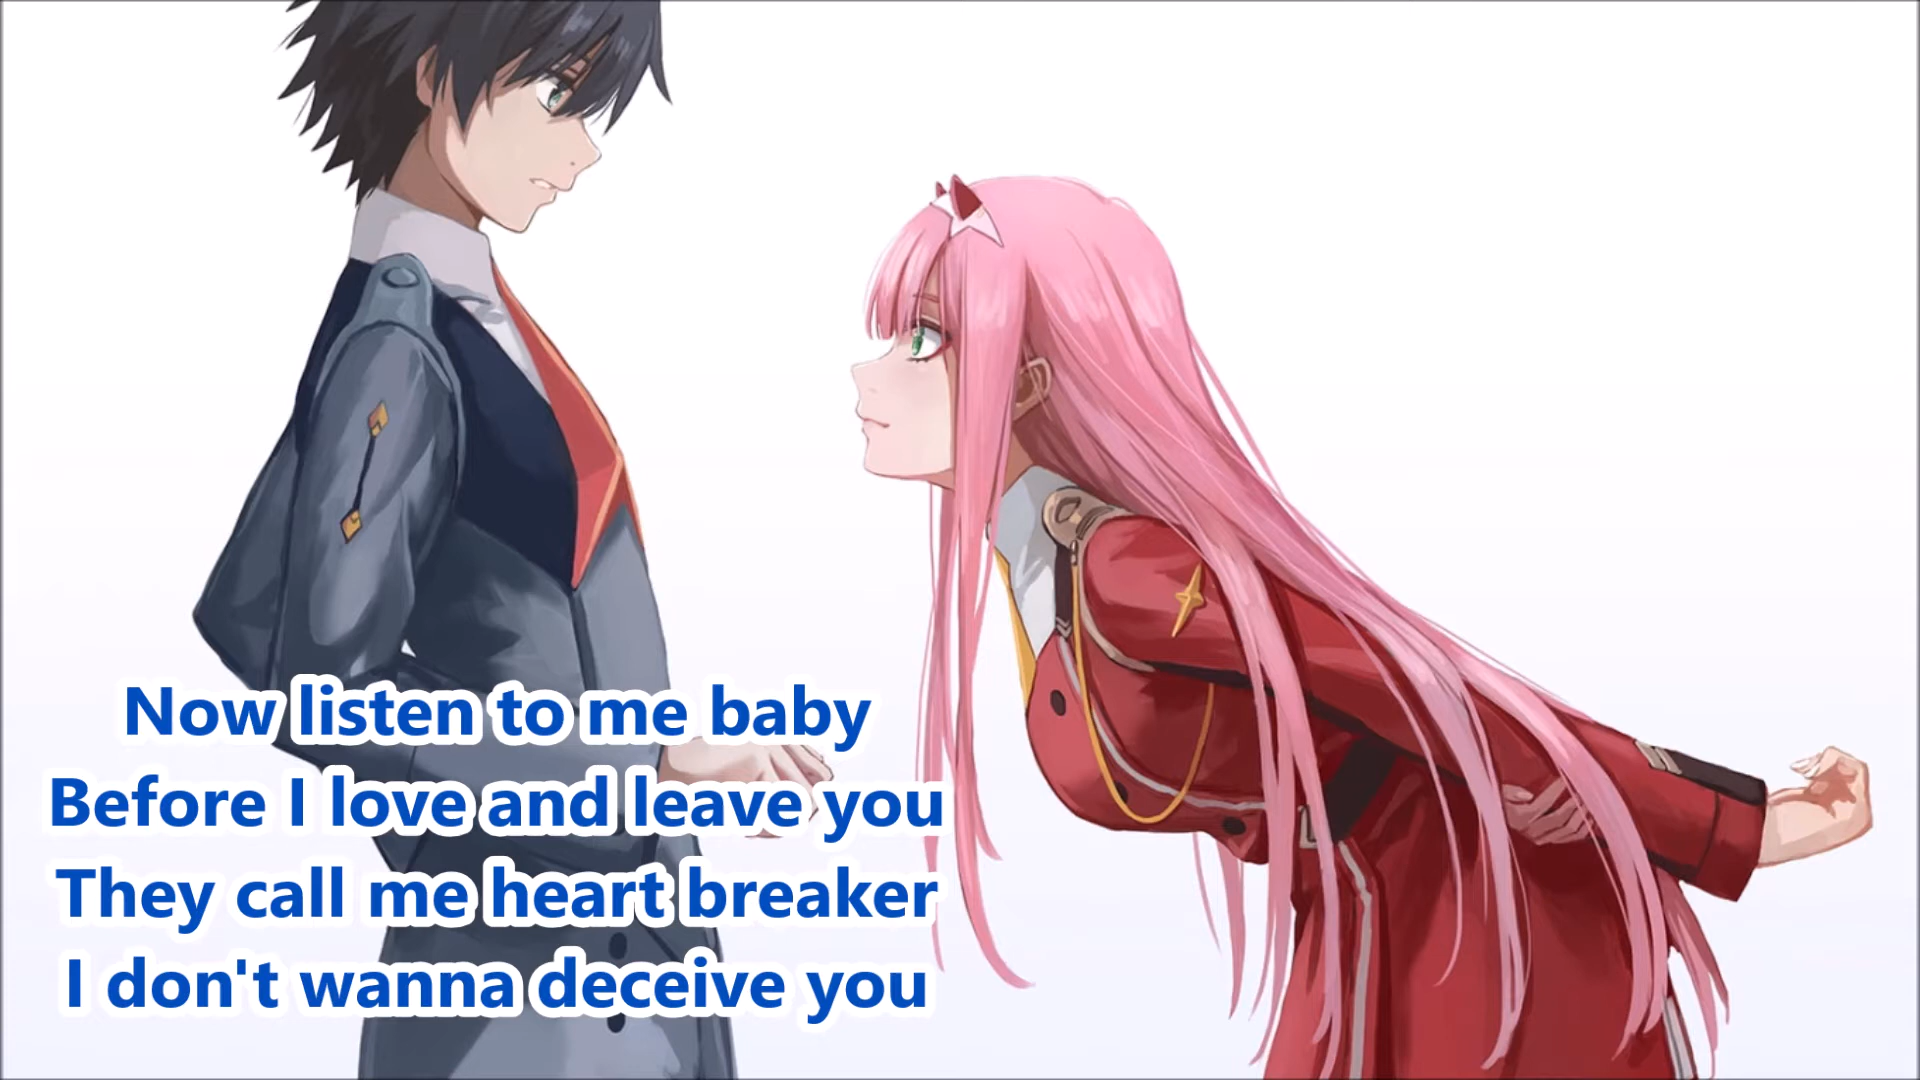 Now listen to me baby
Before I love and leave you
They call me heart breaker
I don't wanna deceive you